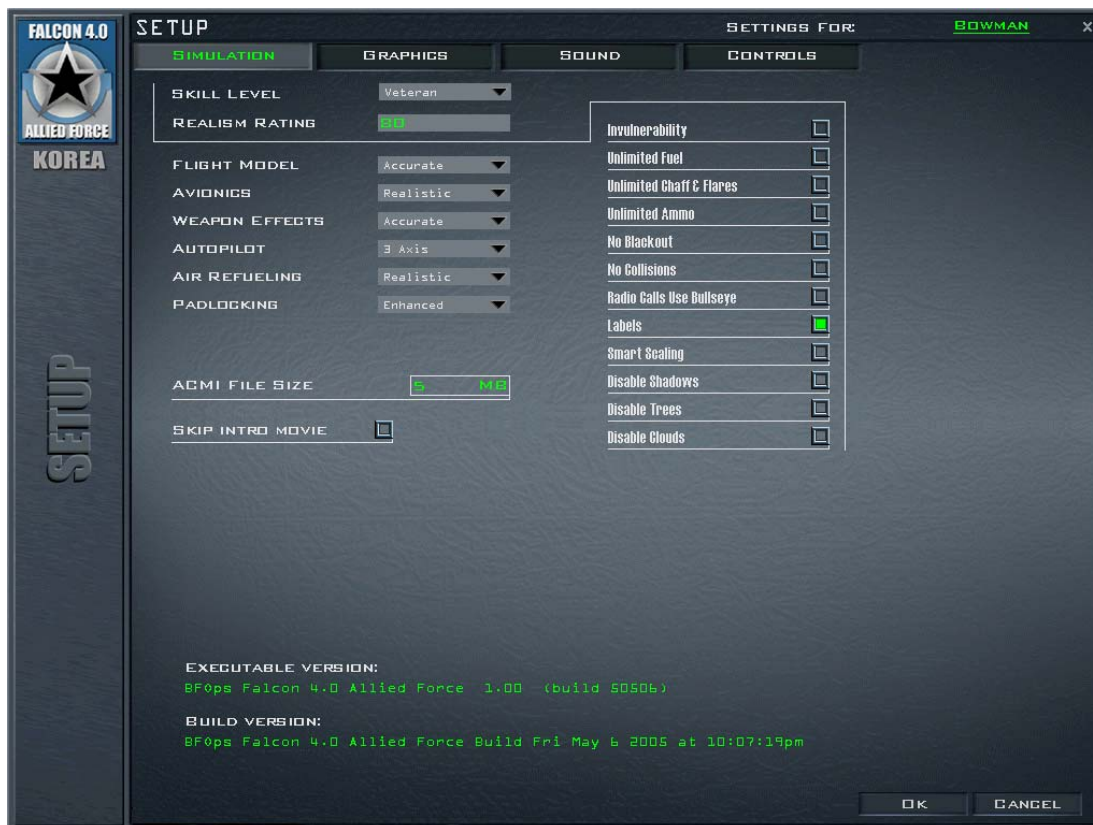 FALCON 4.0
ALLIED FORCE
KOREA
SETUP
SETUP
SETTINGS FOR: BOWMAN X
SIMULATION GRAPHICS SOUND CONTROLS
SKILL LEVEL Veteran
REALISM RATING 80
FLIGHT MODEL Accurate
AVIONICS Realistic
WEAPON EFFECTS Accurate
AUTOPILOT 3 Axis
AIR REFUELING Realistic
PADLOCKING Enhanced
ACMI FILE SIZE 5 MB
SKIP INTRO MOVIE
Invulnerability
Unlimited Fuel
Unlimited Chaff & Flares
Unlimited Ammo
No Blackout
No Collisions
Radio Calls Use Bullseye
Labels
Smart Scaling
Disable Shadows
Disable Trees
Disable Clouds
EXECUTABLE VERSION:
BFOps Falcon 4.0 Allied Force 1.00 (build 50506)
BUILD VERSION:
BFOps Falcon 4.0 Allied Force Build Fri May 6 2005 at 10:07:19pm
OK CANCEL